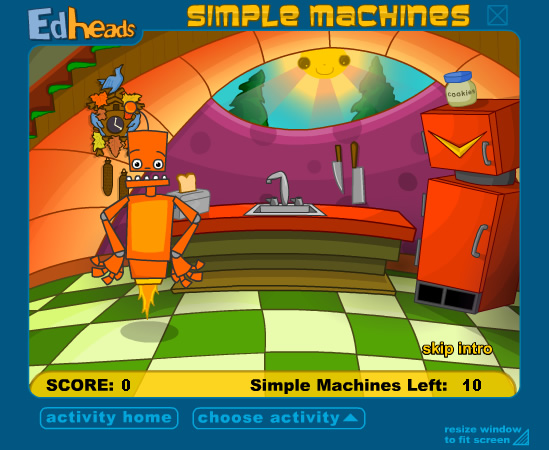 Edheads
SIMPLE MACHINES
cookies
skip intro
SCORE: 0
Simple Machines Left: 10
activity home
choose activity
resize window
to fit screen